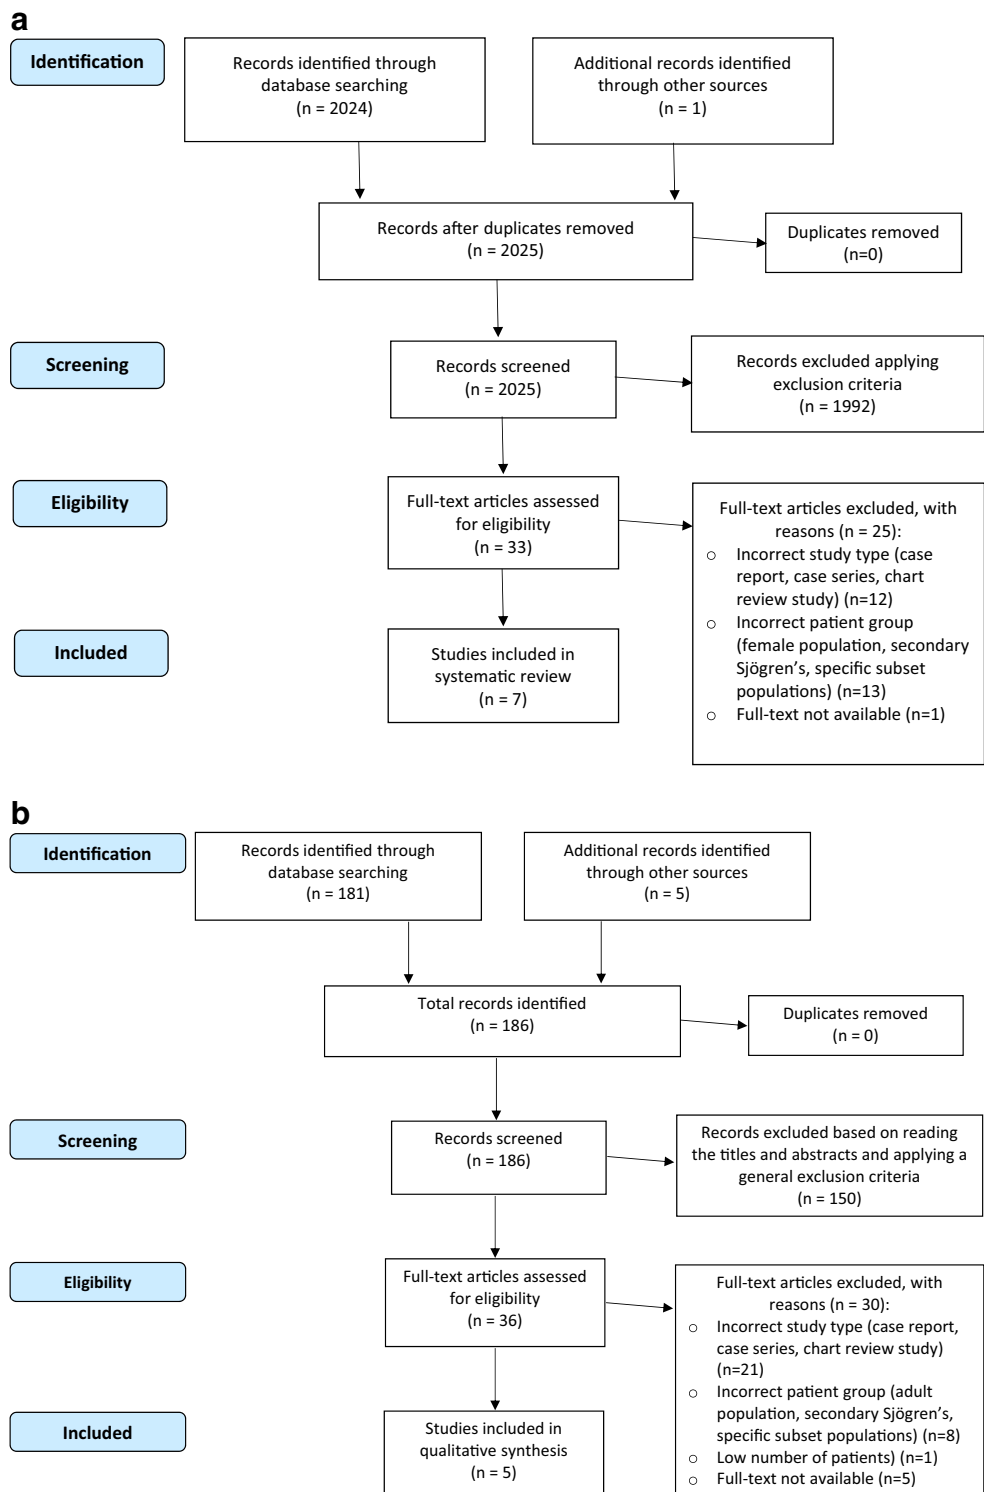 a
Identification
Records identified through
database searching
(n = 2024)
Additional records identified
through other sources
(n = 1)
Records after duplicates removed
(n = 2025)
Duplicates removed
(n=0)
Screening
Records screened
(n = 2025)
Records excluded applying
exclusion criteria
(n = 1992)
Eligibility
Full-text articles assessed
for eligibility
(n = 33)
Full-text articles excluded, with
reasons (n = 25):
○ Incorrect study type (case
report, case series, chart
review study) (n=12)
○ Incorrect patient group
(female population, secondary
Sjögren's, specific subset
populations) (n=13)
○ Full-text not available (n=1)
Included
Studies included in
systematic review
(n = 7)
b
Identification
Records identified through
database searching
(n = 181)
Additional records identified
through other sources
(n = 5)
Total records identified
(n = 186)
Duplicates removed
(n = 0)
Screening
Records screened
(n = 186)
Records excluded based on reading
the titles and abstracts and applying a
general exclusion criteria
(n = 150)
Eligibility
Full-text articles assessed
for eligibility
(n = 36)
Full-text articles excluded, with
reasons (n = 30):
○ Incorrect study type (case report,
case series, chart review study)
(n=21)
○ Incorrect patient group (adult
population, secondary Sjögren's,
specific subset populations) (n=8)
○ Low number of patients) (n=1)
○ Full-text not available (n=5)
Included
Studies included in
qualitative synthesis
(n = 5)